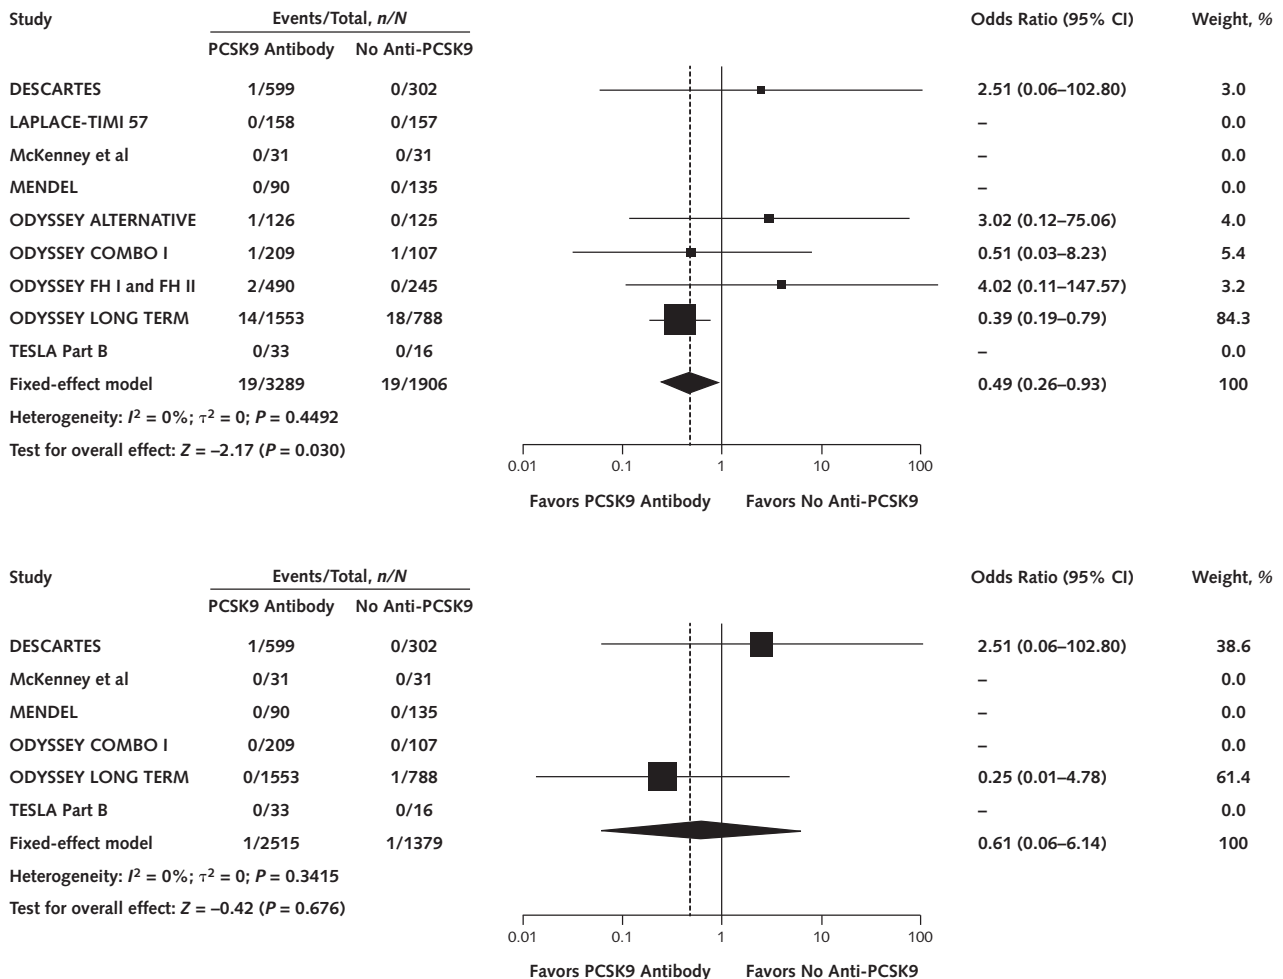 Study Events/Total, n/N Odds Ratio (95% CI) Weight, %
PCSK9 Antibody No Anti-PCSK9
DESCARTES 1/599 0/302 2.51 (0.06–102.80) 3.0
LAPLACE-TIMI 57 0/158 0/157 – 0.0
McKenney et al 0/31 0/31 – 0.0
MENDEL 0/90 0/135 – 0.0
ODYSSEY ALTERNATIVE 1/126 0/125 3.02 (0.12–75.06) 4.0
ODYSSEY COMBO I 1/209 1/107 0.51 (0.03–8.23) 5.4
ODYSSEY FH I and FH II 2/490 0/245 4.02 (0.11–147.57) 3.2
ODYSSEY LONG TERM 14/1553 18/788 0.39 (0.19–0.79) 84.3
TESLA Part B 0/33 0/16 – 0.0
Fixed-effect model 19/3289 19/1906 0.49 (0.26–0.93) 100
Heterogeneity: I² = 0%; τ² = 0; P = 0.4492
Test for overall effect: Z = –2.17 (P = 0.030)
0.01 0.1 1 10 100
Favors PCSK9 Antibody Favors No Anti-PCSK9
Study Events/Total, n/N Odds Ratio (95% CI) Weight, %
PCSK9 Antibody No Anti-PCSK9
DESCARTES 1/599 0/302 2.51 (0.06–102.80) 38.6
McKenney et al 0/31 0/31 – 0.0
MENDEL 0/90 0/135 – 0.0
ODYSSEY COMBO I 0/209 0/107 – 0.0
ODYSSEY LONG TERM 0/1553 1/788 0.25 (0.01–4.78) 61.4
TESLA Part B 0/33 0/16 – 0.0
Fixed-effect model 1/2515 1/1379 0.61 (0.06–6.14) 100
Heterogeneity: I² = 0%; τ² = 0; P = 0.3415
Test for overall effect: Z = –0.42 (P = 0.676)
0.01 0.1 1 10 100
Favors PCSK9 Antibody Favors No Anti-PCSK9